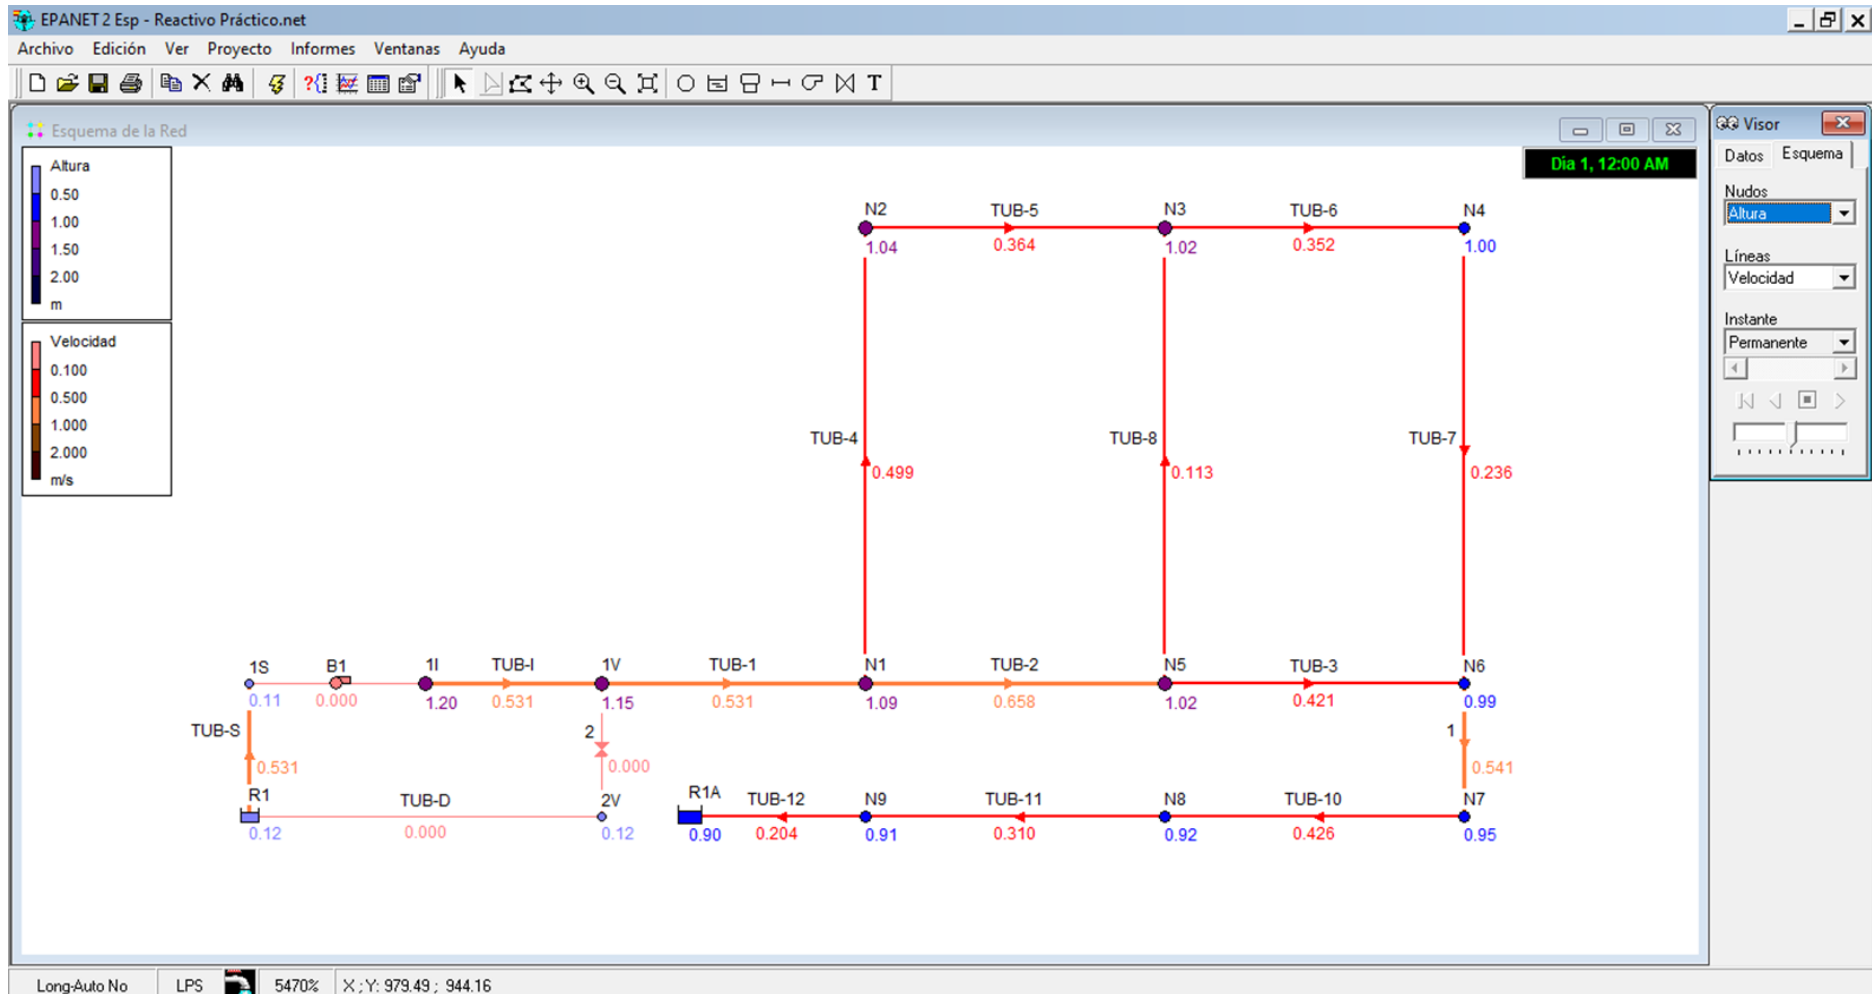 EPANET 2 Esp - Reactivo Práctico.net
Archivo Edición Ver Proyecto Informes Ventanas Ayuda
T
Esquema de la Red
Día 1, 12:00 AM
Altura
0.50
1.00
1.50
2.00
m
Velocidad
0.100
0.500
1.000
2.000
m/s
N2 TUB-5 N3 TUB-6 N4
1.04 0.364 1.02 0.352 1.00
TUB-4 TUB-8 TUB-7
0.499 0.113 0.236
1S B1 1I TUB-I 1V TUB-1 N1 TUB-2 N5 TUB-3 N6
0.11 0.000 1.20 0.531 1.15 0.531 1.09 0.658 1.02 0.421 0.99
TUB-S 2 1
0.531 0.000 0.541
R1 TUB-D 2V R1A TUB-12 N9 TUB-11 N8 TUB-10 N7
0.12 0.000 0.12 0.90 0.204 0.91 0.310 0.92 0.426 0.95
Visor
Datos Esquema
Nudos
Altura
Líneas
Velocidad
Instante
Permanente
Long-Auto No LPS 5470% X ; Y: 979.49 ; 944.16